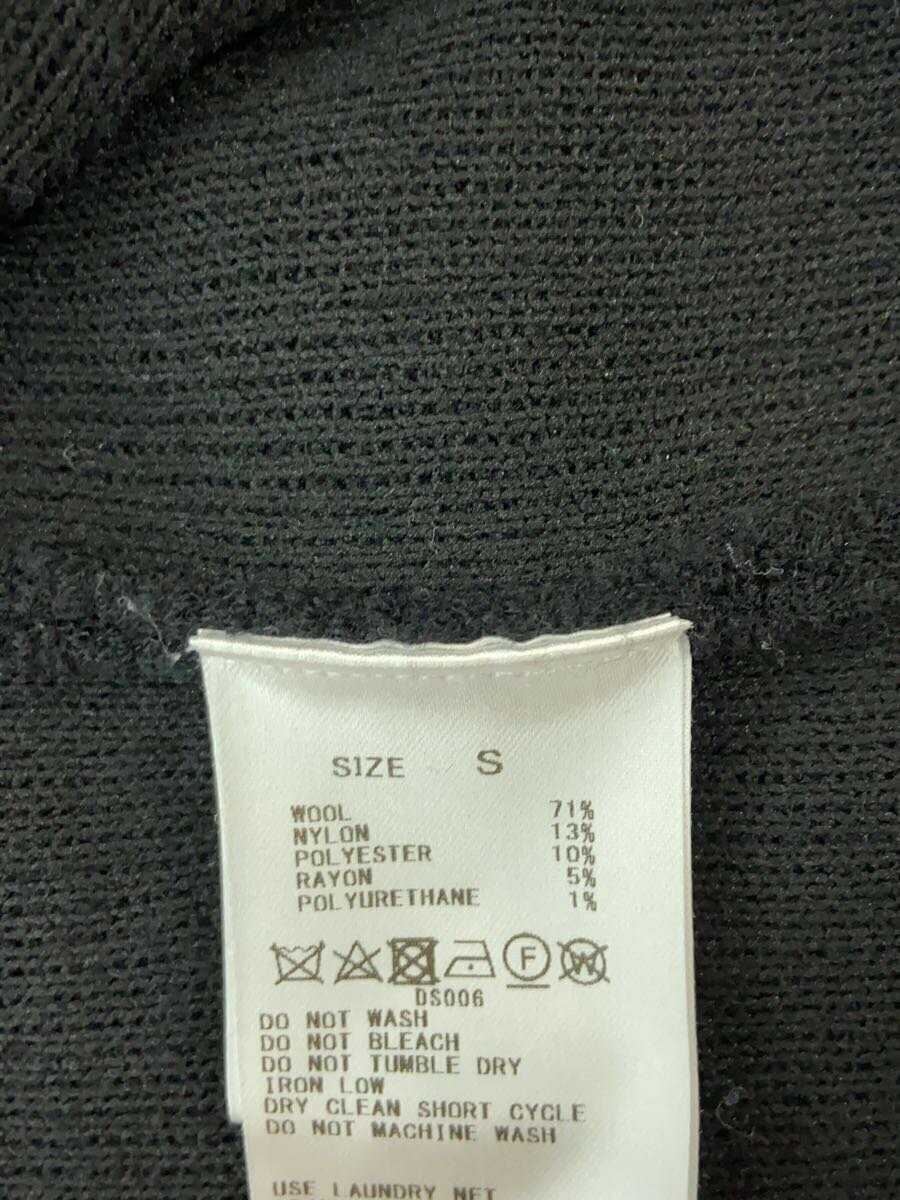 SIZE S
WOOL 71%
NYLON 13%
POLYESTER 10%
RAYON 5%
POLYURETHANE 1%
F W
DS006
DO NOT WASH
DO NOT BLEACH
DO NOT TUMBLE DRY
IRON LOW
DRY CLEAN SHORT CYCLE
DO NOT MACHINE WASH
USE LAUNDRY NET